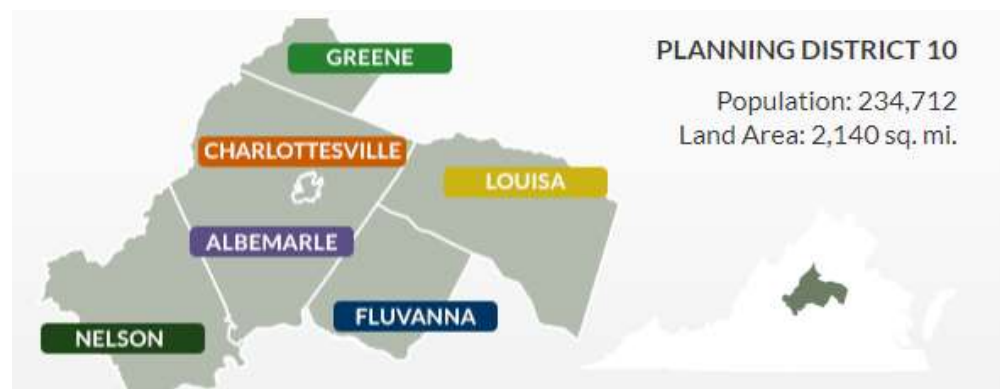 GREENE
PLANNING DISTRICT 10
Population: 234,712
Land Area: 2,140 sq. mi.
CHARLOTTESVILLE
LOUISA
ALBEMARLE
FLUVANNA
NELSON